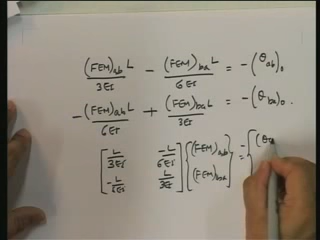 (FEM)ab L / 3EI - (FEM)ba L / 6EI = -(θab)₀
-(FEM)ab L / 6EI + (FEM)ba L / 3EI = -(θba)₀.
[L/3EI -L/6EI; -L/6EI L/3EI] {(FEM)ab; (FEM)ba} = -{(θa